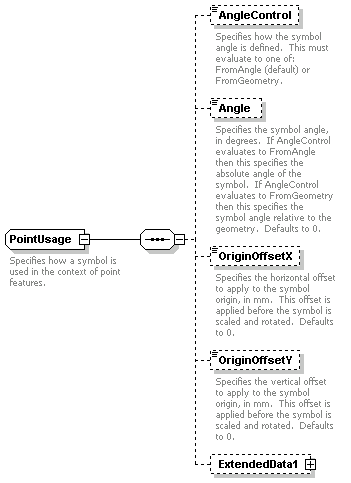 AngleControl
Specifies how the symbol
angle is defined.  This must
evaluate to one of:
FromAngle (default) or
FromGeometry.
Angle
Specifies the symbol angle,
in degrees.  If AngleControl
evaluates to FromAngle
then this specifies the
absolute angle of the
symbol.  If AngleControl
evaluates to FromGeometry
then this specifies the
symbol angle relative to the
geometry.  Defaults to 0.
PointUsage
Specifies how a symbol is
used in the context of point
features.
OriginOffsetX
Specifies the horizontal offset
to apply to the symbol
origin, in mm.  This offset is
applied before the symbol is
scaled and rotated.  Defaults
to 0.
OriginOffsetY
Specifies the vertical offset
to apply to the symbol
origin, in mm.  This offset is
applied before the symbol is
scaled and rotated.  Defaults
to 0.
ExtendedData1